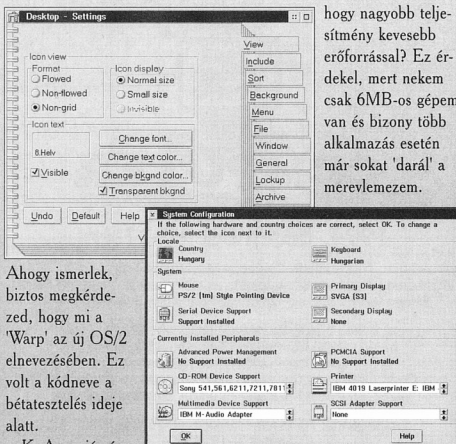 Desktop - Settings
Icon view
Format
Flowed
Non-flowed
Non-grid
Icon display
Normal size
Small size
Invisible
Icon text
8.Helv
Visible
Change font...
Change text color...
Change bkgnd color...
Transparent bkgnd
Undo
Default
Help
View
Include
Sort
Background
Menu
File
Window
General
Lockup
Archive
hogy nagyobb telje-
sítmény kevesebb
erőforrással? Ez ér-
dekel, mert nekem
csak 6MB-os gépem
van és bizony több
alkalmazás esetén
már sokat 'darál' a
merevlemezem.
Ahogy ismerlek,
biztos megkérde-
zed, hogy mi a
'Warp' az új OS/2
elnevezésében. Ez
volt a kódneve a
bétatesztelés ideje
alatt.
System Configuration
If the following hardware and country choices are correct, select OK. To change a
choice, select the icon next to it.
Locale
Country
Hungary
Keyboard
Hungarian
System
Mouse
PS/2 (tm) Style Pointing Device
Primary Display
SVGA (S3)
Serial Device Support
Support Installed
Secondary Display
None
Currently Installed Peripherals
Advanced Power Management
No Support Installed
PCMCIA Support
No Support Installed
CD-ROM Device Support
Sony 541,561,6211,7211,7811
Printer
IBM 4019 Laserprinter E: IBM
Multimedia Device Support
IBM M-Audio Adapter
SCSI Adapter Support
None
OK
Help